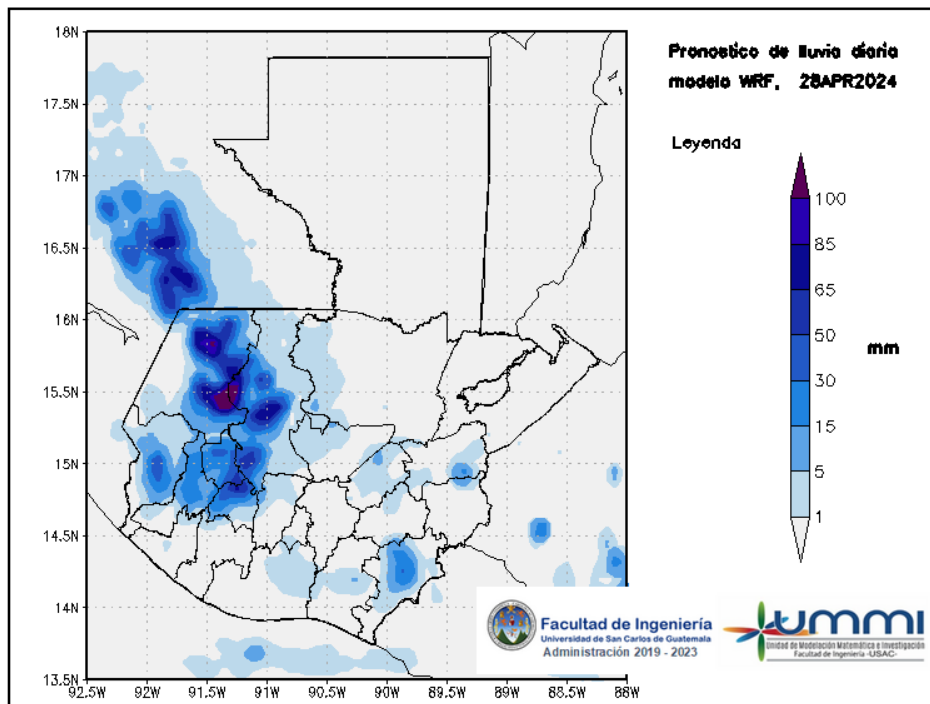 Pronostico de lluvia diaria
modelo WRF, 28APR2024
Leyenda
100
85
65
50
30
15
5
1
mm
18N
17.5N
17N
16.5N
16N
15.5N
15N
14.5N
14N
13.5N
92.5W
92W
91.5W
91W
90.5W
90W
89.5W
89W
88.5W
88W
Facultad de Ingeniería
Universidad de San Carlos de Guatemala
Administración 2019 - 2023
ummi
Unidad de Modelación Matemática e Investigación
Facultad de Ingeniería -USAC-